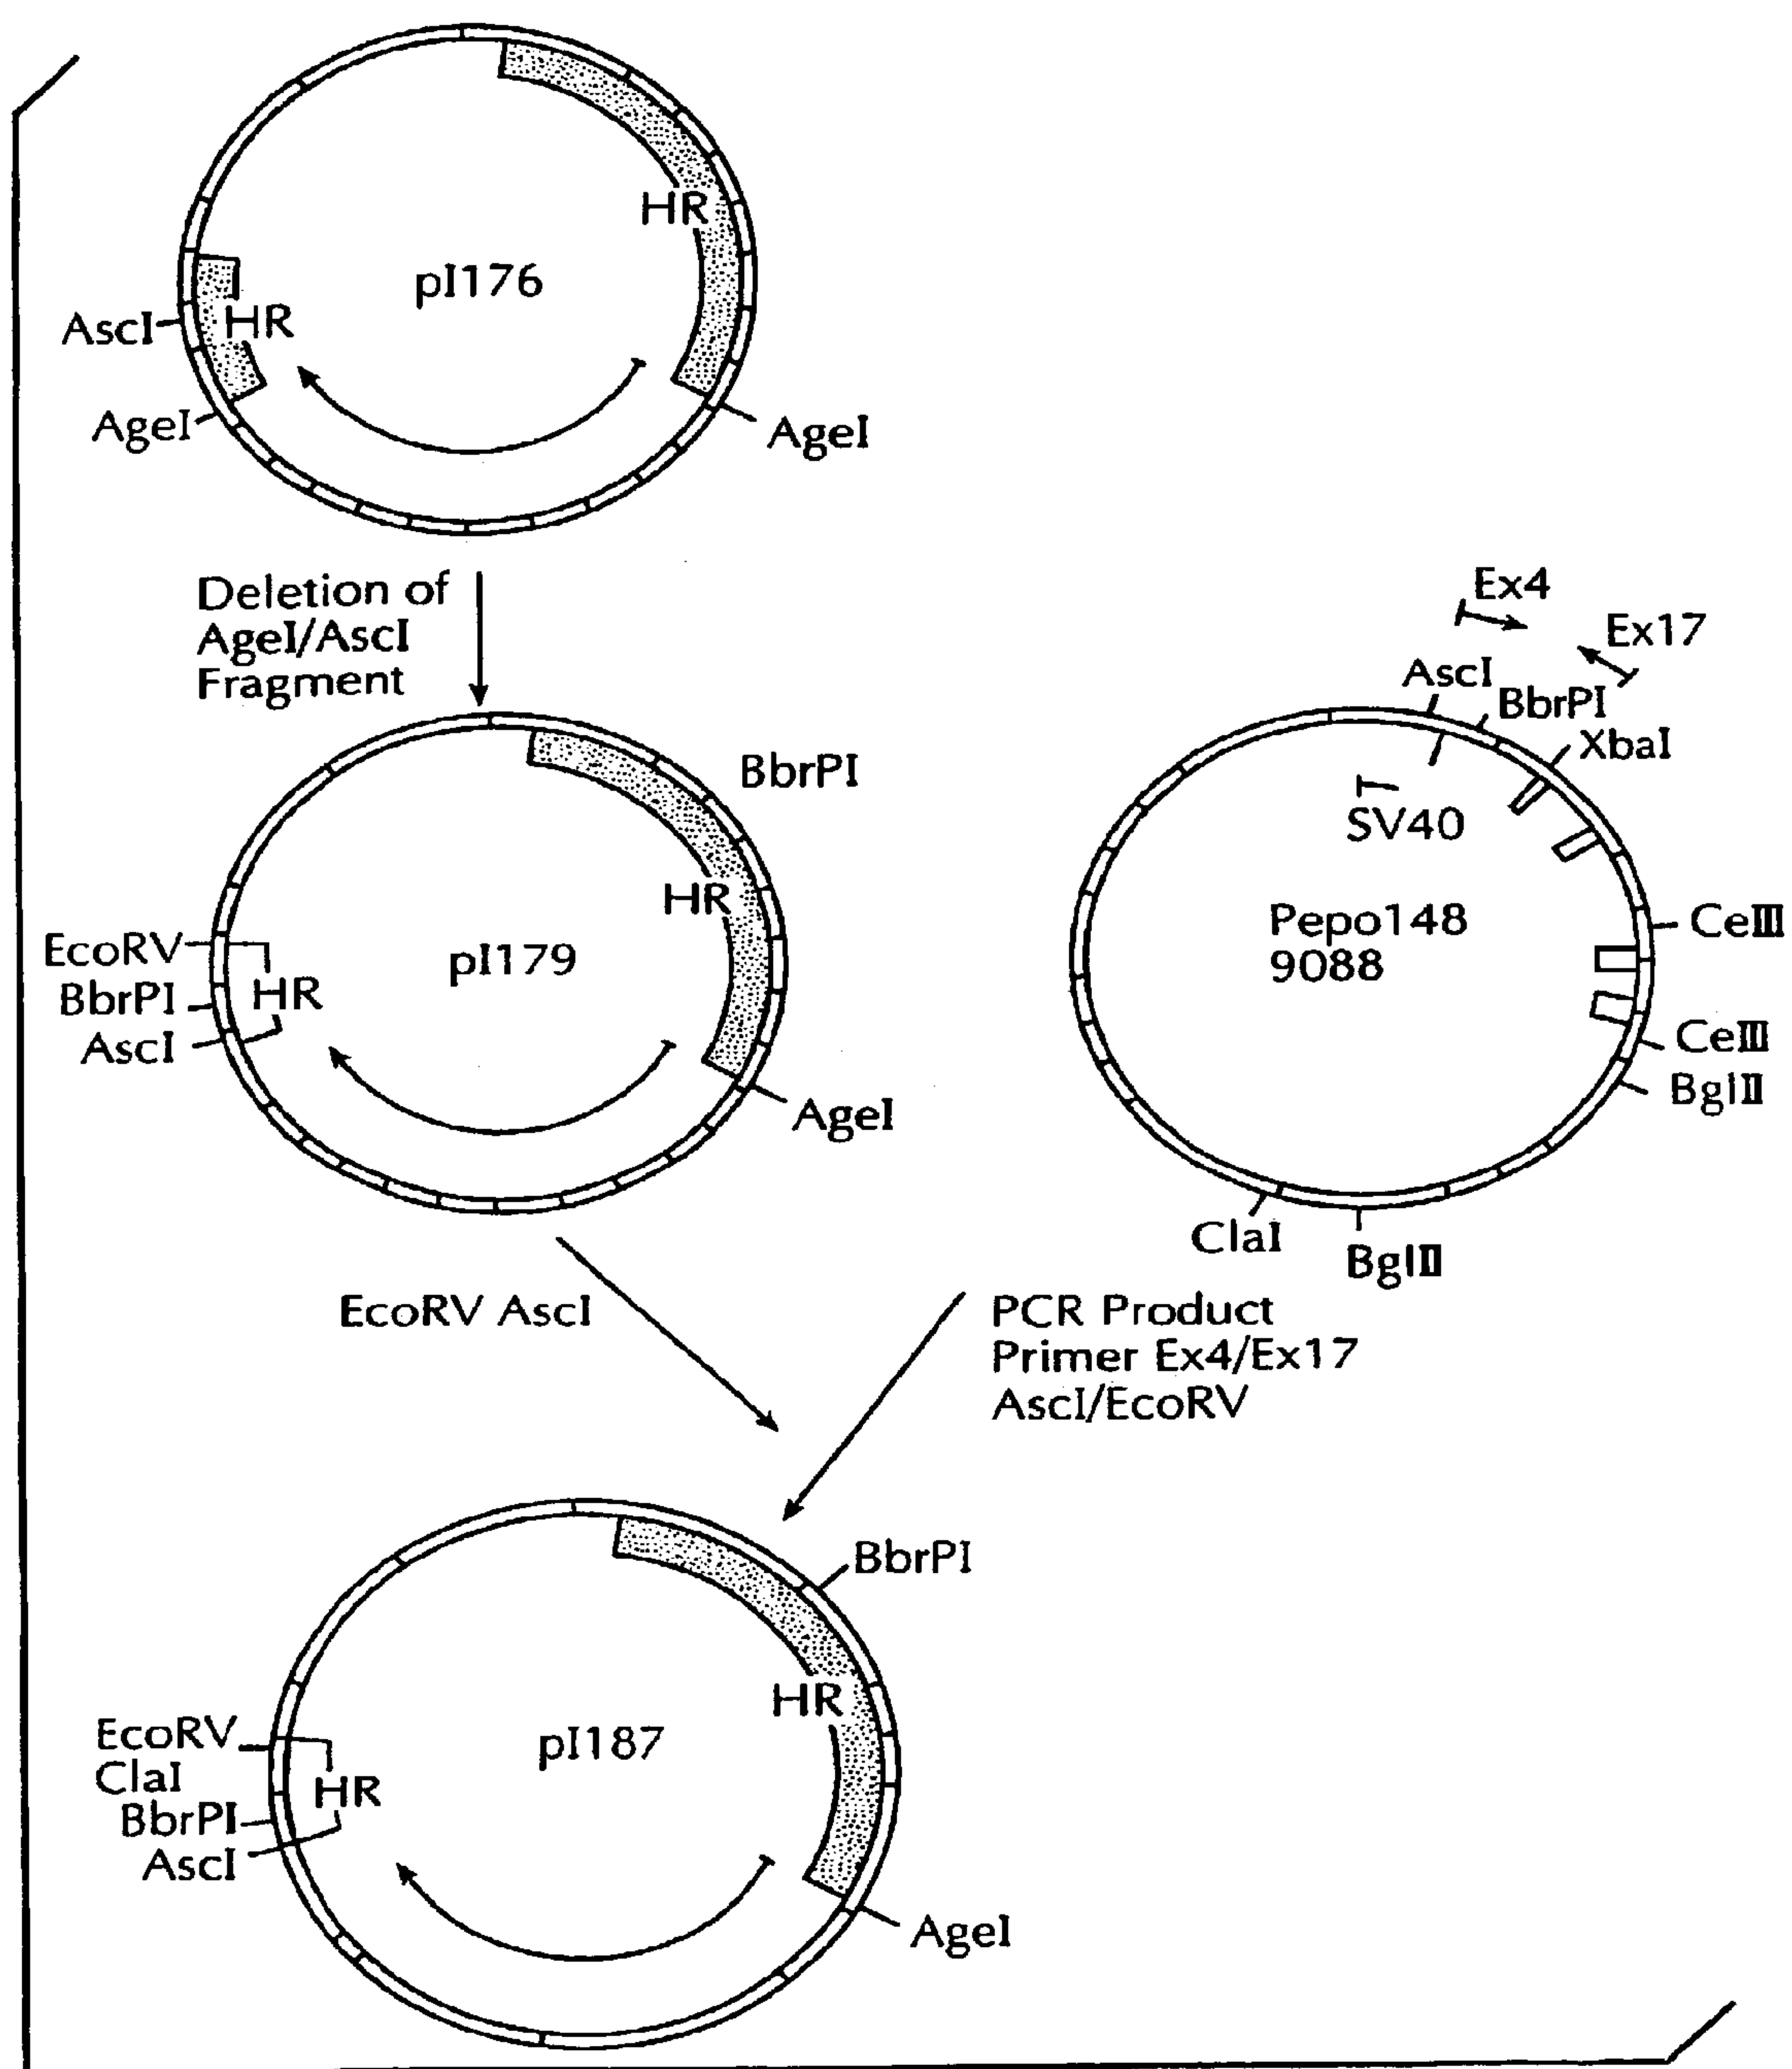 HR
pI176
AscI
HR
AgeI
AgeI
Deletion of
AgeI/AscI
Fragment
Ex4
Ex17
AscI
BbrPI
XbaI
SV40
Pepo148
9088
CeIII
CeIII
BglII
BglII
ClaI
BbrPI
HR
EcoRV
BbrPI
HR
pI179
AscI
AgeI
EcoRV AscI
PCR Product
Primer Ex4/Ex17
AscI/EcoRV
BbrPI
HR
EcoRV
ClaI
HR
pI187
BbrPI
AscI
AgeI